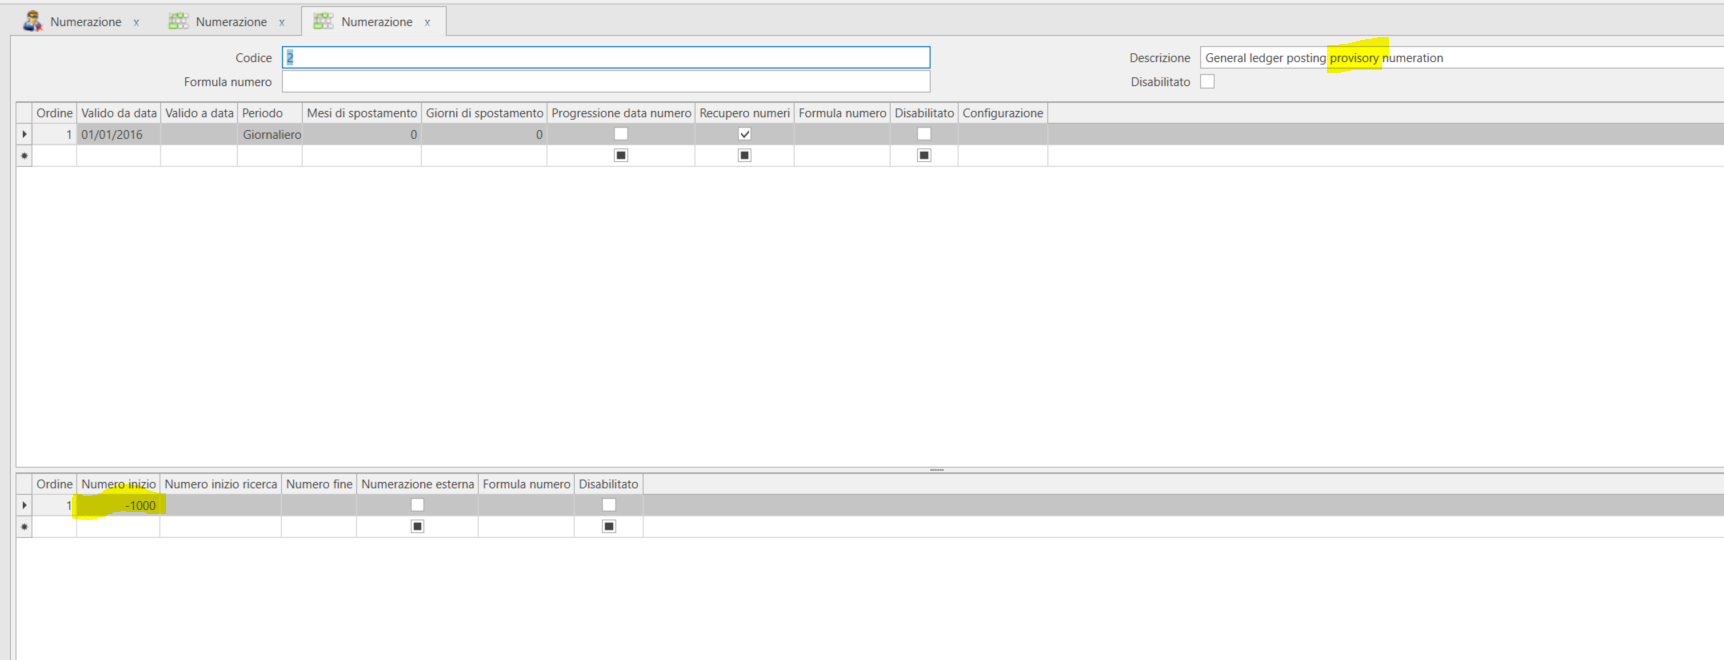 Numerazione x Numerazione x Numerazione x
Codice 2 Descrizione General ledger posting provisory numeration
Formula numero Disabilitato
Ordine Valido da data Valido a data Periodo Mesi di spostamento Giorni di spostamento Progressione data numero Recupero numeri Formula numero Disabilitato Configurazione
1 01/01/2016 Giornaliero 0 0
Ordine Numero inizio Numero inizio ricerca Numero fine Numerazione esterna Formula numero Disabilitato
1 -1000